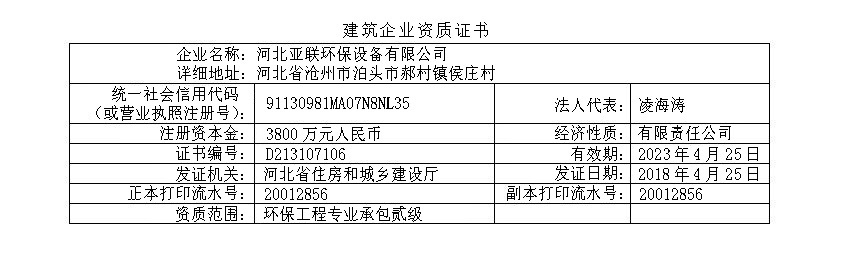 建筑企业资质证书
企业名称： 河北亚联环保设备有限公司
详细地址： 河北省沧州市泊头市郝村镇侯庄村
统一社会信用代码
（或营业执照注册号）： 91130981MA07N8NL35 法人代表： 凌海涛
注册资本金： 3800 万元人民币 经济性质： 有限责任公司
证书编号： D213107106 有效期： 2023 年 4 月 25 日
发证机关： 河北省住房和城乡建设厅 发证日期： 2018 年 4 月 25 日
正本打印流水号： 20012856 副本打印流水号： 20012856
资质范围： 环保工程专业承包贰级